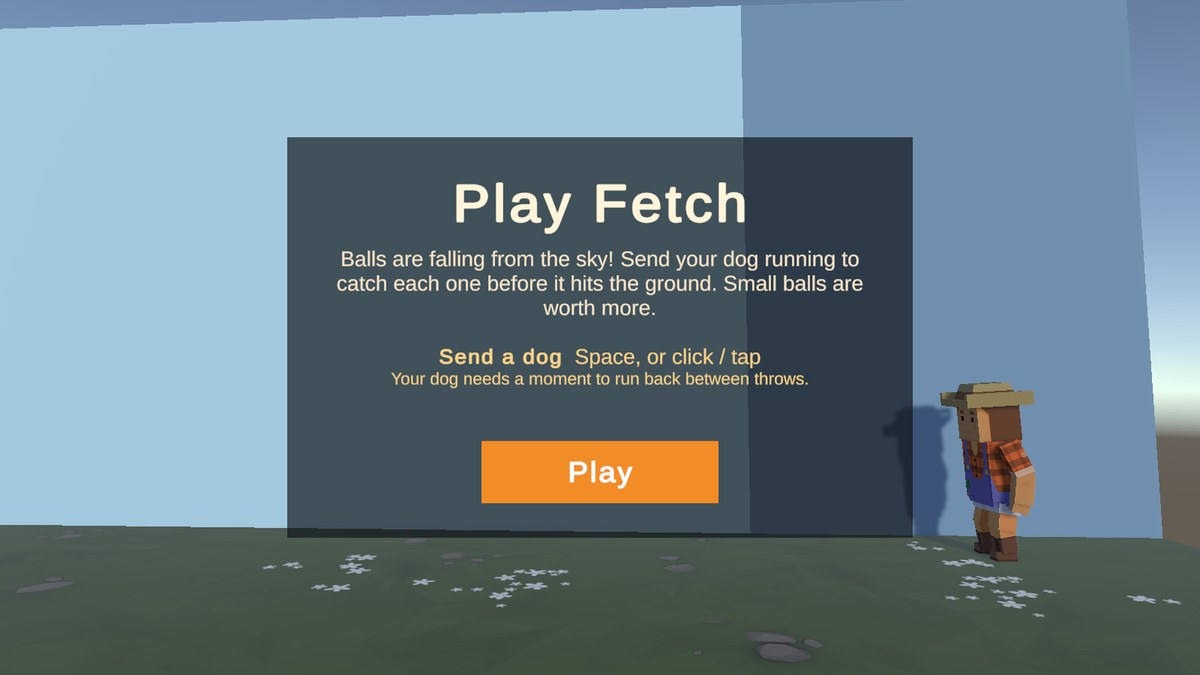 Play Fetch
Balls are falling from the sky! Send your dog running to
catch each one before it hits the ground. Small balls are
worth more.
Send a dog Space, or click / tap
Your dog needs a moment to run back between throws.
Play